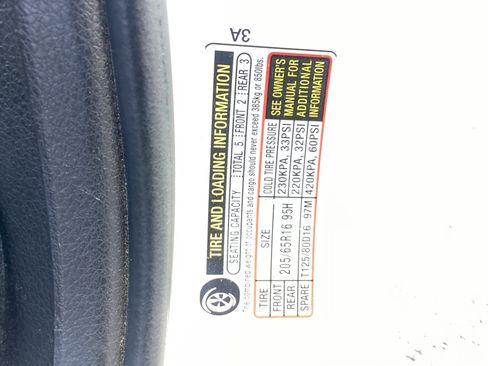 3A
TIRE AND LOADING INFORMATION
SEATING CAPACITY TOTAL 5 FRONT 2 REAR 3
The combined weight of occupants and cargo should never exceed 385kg or 850lbs.
TIRE SIZE COLD TIRE PRESSURE
FRONT 205/65R16 95H 230KPA, 33PSI
REAR 220KPA, 32PSI
SPARE T125/80D16 97M 420KPA, 60PSI
SEE OWNER'S
MANUAL FOR
ADDITIONAL
INFORMATION